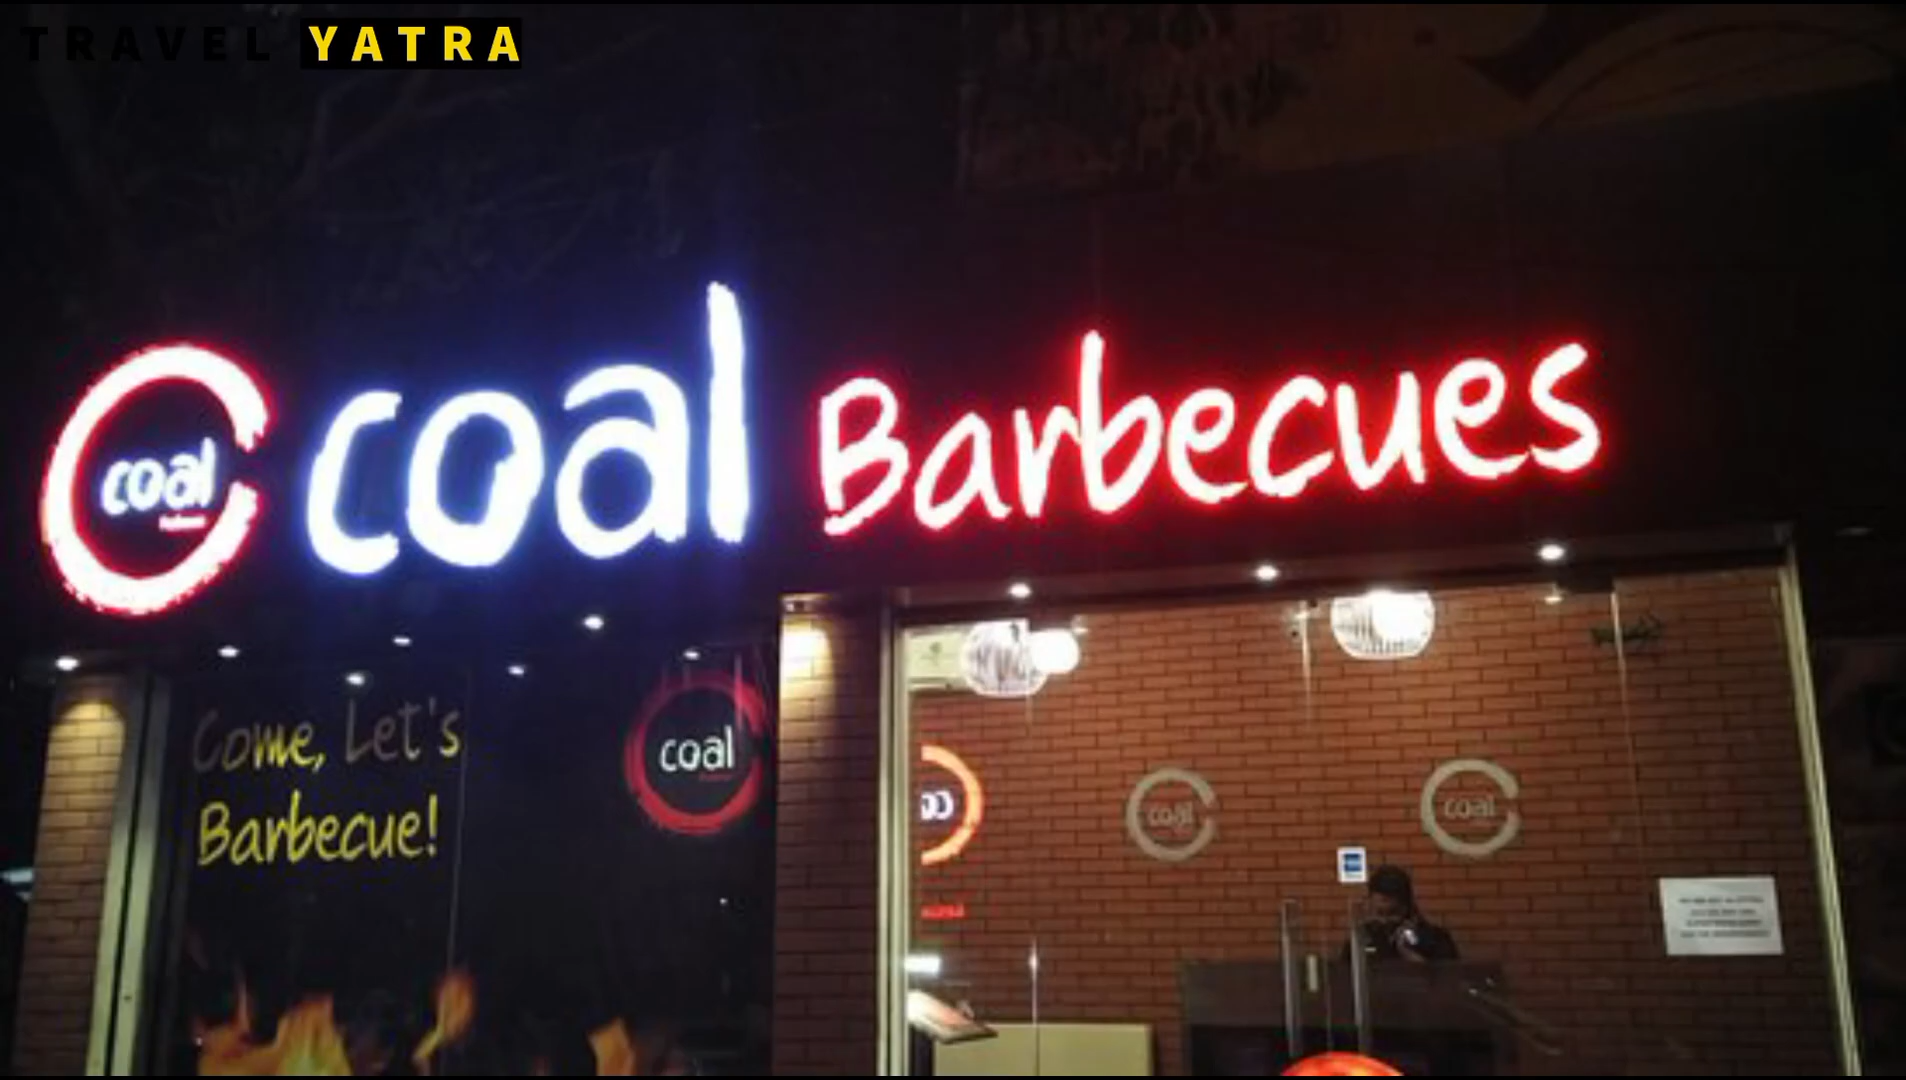 TRAVEL YATRA
coal
coal Barbecues
Come, Let's
Barbecue!
coal
coal
coal